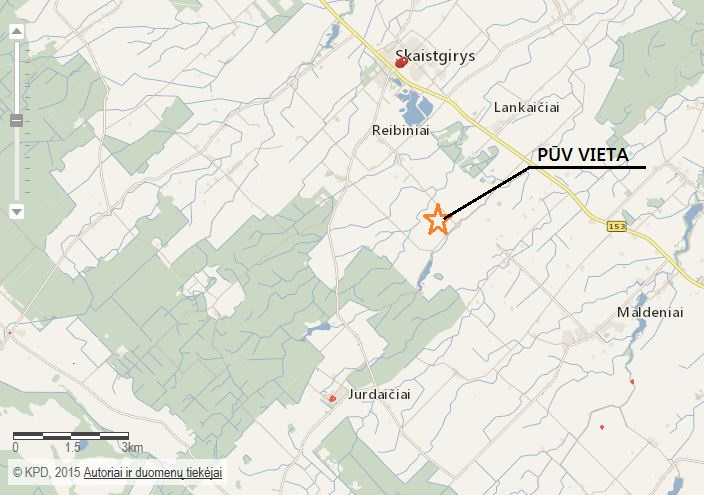 Skaistgirys
Lankaičiai
Reibiniai
PŪV VIETA
153
Maldeniai
Jurdaičiai
0 1.5 3km
© KPD, 2015 Autoriai ir duomenų tiekėjai